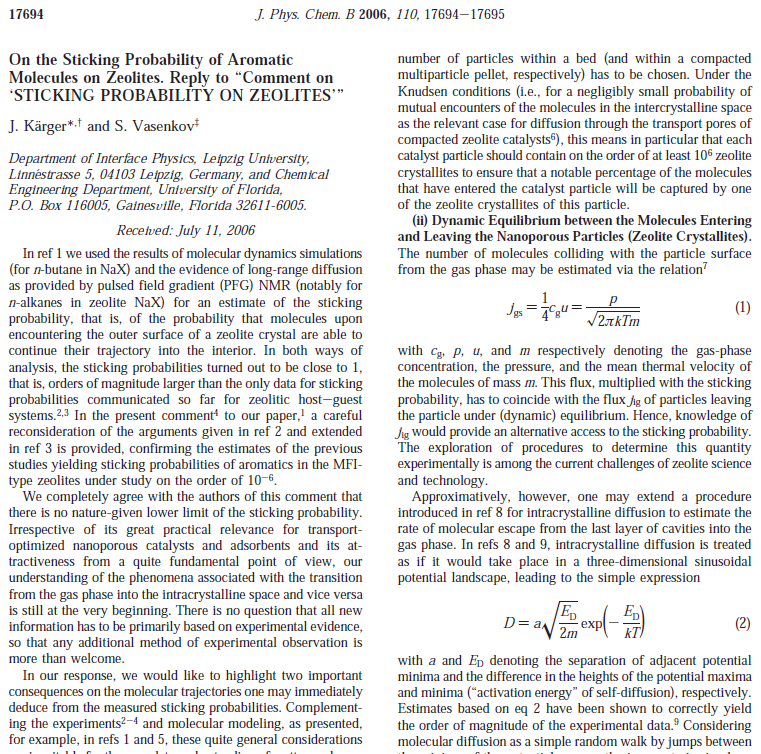 17694
J. Phys. Chem. B 2006, 110, 17694−17695
On the Sticking Probability of Aromatic
Molecules on Zeolites. Reply to “Comment on
‘STICKING PROBABILITY ON ZEOLITES’”
J. Kärger*,† and S. Vasenkov‡
Department of Interface Physics, Leipzig University,
Linnéstrasse 5, 04103 Leipzig, Germany, and Chemical
Engineering Department, University of Florida,
P.O. Box 116005, Gainesville, Florida 32611-6005.
Received: July 11, 2006
In ref 1 we used the results of molecular dynamics simulations
(for n-butane in NaX) and the evidence of long-range diffusion
as provided by pulsed field gradient (PFG) NMR (notably for
n-alkanes in zeolite NaX) for an estimate of the sticking
probability, that is, of the probability that molecules upon
encountering the outer surface of a zeolite crystal are able to
continue their trajectory into the interior. In both ways of
analysis, the sticking probabilities turned out to be close to 1,
that is, orders of magnitude larger than the only data for sticking
probabilities communicated so far for zeolitic host−guest
systems.2,3 In the present comment4 to our paper,1 a careful
reconsideration of the arguments given in ref 2 and extended
in ref 3 is provided, confirming the estimates of the previous
studies yielding sticking probabilities of aromatics in the MFI-
type zeolites under study on the order of 10−6.
We completely agree with the authors of this comment that
there is no nature-given lower limit of the sticking probability.
Irrespective of its great practical relevance for transport-
optimized nanoporous catalysts and adsorbents and its at-
tractiveness from a quite fundamental point of view, our
understanding of the phenomena associated with the transition
from the gas phase into the intracrystalline space and vice versa
is still at the very beginning. There is no question that all new
information has to be primarily based on experimental evidence,
so that any additional method of experimental observation is
more than welcome.
In our response, we would like to highlight two important
consequences on the molecular trajectories one may immediately
deduce from the measured sticking probabilities. Complement-
ing the experiments2−4 and molecular modeling, as presented,
for example, in refs 1 and 5, these quite general considerations
number of particles within a bed (and within a compacted
multiparticle pellet, respectively) has to be chosen. Under the
Knudsen conditions (i.e., for a negligibly small probability of
mutual encounters of the molecules in the intercrystalline space
as the relevant case for diffusion through the transport pores of
compacted zeolite catalysts6), this means in particular that each
catalyst particle should contain on the order of at least 106 zeolite
crystallites to ensure that a notable percentage of the molecules
that have entered the catalyst particle will be captured by one
of the zeolite crystallites of this particle.
(ii) Dynamic Equilibrium between the Molecules Entering
and Leaving the Nanoporous Particles (Zeolite Crystallites).
The number of molecules colliding with the particle surface
from the gas phase may be estimated via the relation7
jgs = 1/4 cgu = p/√2πkTm (1)
with cg, p, u, and m respectively denoting the gas-phase
concentration, the pressure, and the mean thermal velocity of
the molecules of mass m. This flux, multiplied with the sticking
probability, has to coincide with the flux jig of particles leaving
the particle under (dynamic) equilibrium. Hence, knowledge of
jig would provide an alternative access to the sticking probability.
The exploration of procedures to determine this quantity
experimentally is among the current challenges of zeolite science
and technology.
Approximately, however, one may extend a procedure
introduced in ref 8 for intracrystalline diffusion to estimate the
rate of molecular escape from the last layer of cavities into the
gas phase. In refs 8 and 9, intracrystalline diffusion is treated
as if it would take place in a three-dimensional sinusoidal
potential landscape, leading to the simple expression
D = a√ED/2m exp(−ED/kT) (2)
with a and ED denoting the separation of adjacent potential
minima and the difference in the heights of the potential maxima
and minima (“activation energy” of self-diffusion), respectively.
Estimates based on eq 2 have been shown to correctly yield
the order of magnitude of the experimental data.9 Considering
molecular diffusion as a simple random walk by jumps between